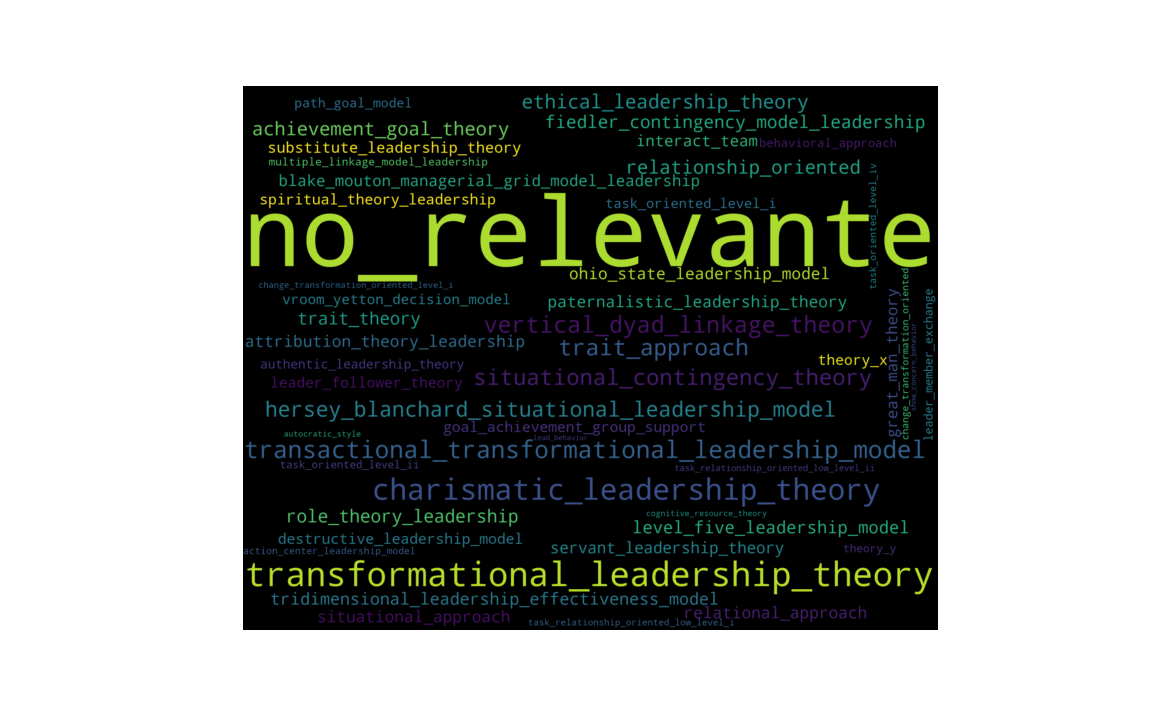 path_goal_model
ethical_leadership_theory
achievement_goal_theory
fiedler_contingency_model_leadership
substitute_leadership_theory
interact_team
behavioral_approach
multiple_linkage_model_leadership
relationship_oriented
blake_mouton_managerial_grid_model_leadership
task_oriented_level_iv
spiritual_theory_leadership
task_oriented_level_i
no_relevante
ohio_state_leadership_model
change_transformation_oriented_level_i
vroom_yetton_decision_model
paternalistic_leadership_theory
trait_theory
vertical_dyad_linkage_theory
attribution_theory_leadership
trait_approach
great_man_theory
change_transformation_oriented
show_concern_behavior
leader_member_exchange
authentic_leadership_theory
theory_x
leader_follower_theory
situational_contingency_theory
hersey_blanchard_situational_leadership_model
goal_achievement_group_support
autocratic_style
lead_behavior
transactional_transformational_leadership_model
task_oriented_level_ii
task_relationship_oriented_low_level_ii
charismatic_leadership_theory
role_theory_leadership
cognitive_resource_theory
level_five_leadership_model
destructive_leadership_model
action_center_leadership_model
servant_leadership_theory
theory_y
transformational_leadership_theory
tridimensional_leadership_effectiveness_model
situational_approach
relational_approach
task_relationship_oriented_low_level_i